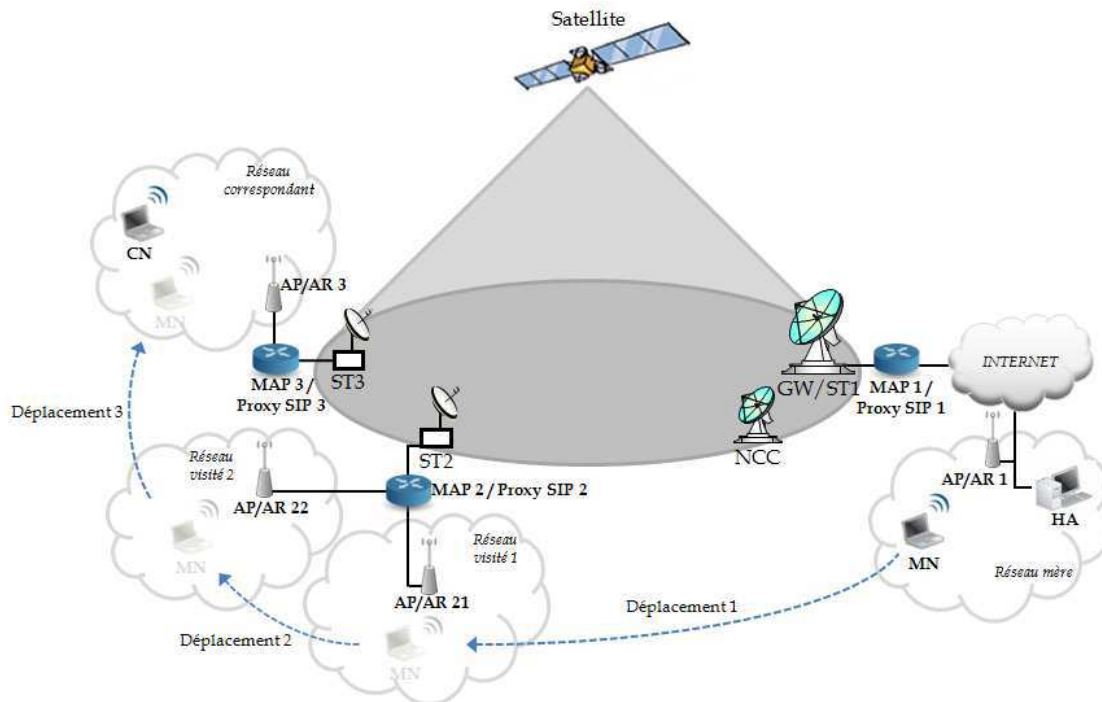 Satellite
Réseau
correspondant
CN
MN
AP/AR 3
MAP 3/
Proxy SIP 3
ST3
GW/ST1
MAP 1/
Proxy SIP 1
INTERNET
NCC
AP/AR 1
HA
MN
Réseau mère
Déplacement 3
Réseau
visité 2
AP/AR 22
MN
ST2
MAP 2/Proxy SIP 2
Réseau
visité 1
AP/AR 21
MN
Déplacement 1
Déplacement 2